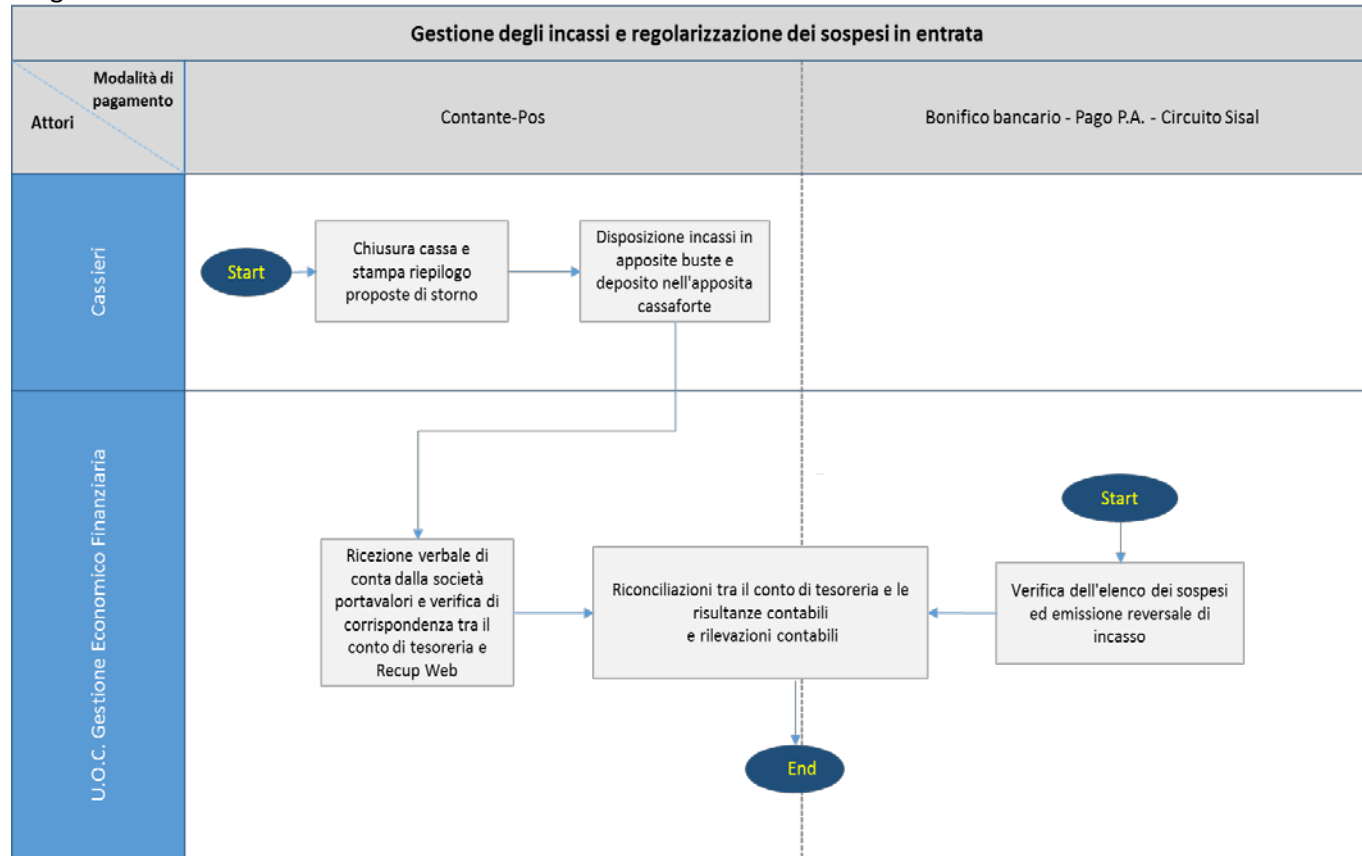 Gestione degli incassi e regolarizzazione dei sospesi in entrata
Modalità di
pagamento
Attori
Contante-Pos
Bonifico bancario - Pago P.A. - Circuito Sisal
Cassieri
Start
Chiusura cassa e
stampa riepilogo
proposte di storno
Disposizione incassi in
apposite buste e
deposito nell'apposita
cassaforte
U.O.C. Gestione Economico Finanziaria
Start
Ricezione verbale di
conta dalla società
portavalori e verifica di
corrispondenza tra il
conto di tesoreria e
Recup Web
Riconciliazioni tra il conto di tesoreria e le
risultanze contabili
e rilevazioni contabili
Verifica dell'elenco dei sospesi
ed emissione reversale di
incasso
End